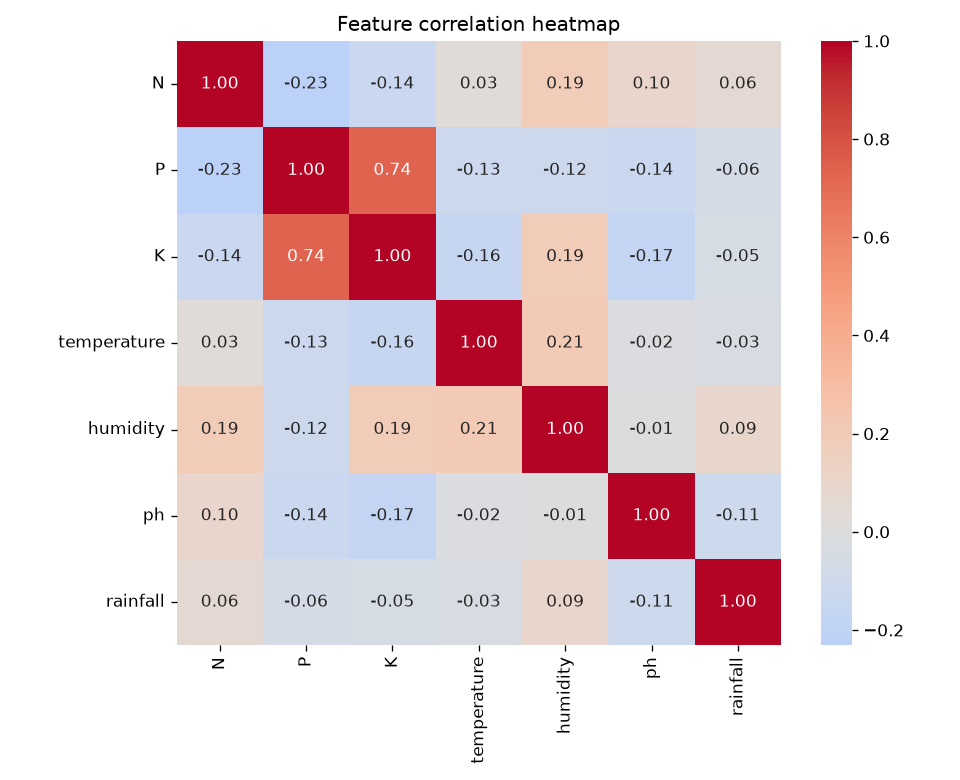 Feature correlation heatmap
N 1.00 -0.23 -0.14 0.03 0.19 0.10 0.06
P -0.23 1.00 0.74 -0.13 -0.12 -0.14 -0.06
K -0.14 0.74 1.00 -0.16 0.19 -0.17 -0.05
temperature 0.03 -0.13 -0.16 1.00 0.21 -0.02 -0.03
humidity 0.19 -0.12 0.19 0.21 1.00 -0.01 0.09
ph 0.10 -0.14 -0.17 -0.02 -0.01 1.00 -0.11
rainfall 0.06 -0.06 -0.05 -0.03 0.09 -0.11 1.00
N P K temperature humidity ph rainfall
1.0
0.8
0.6
0.4
0.2
0.0
−0.2